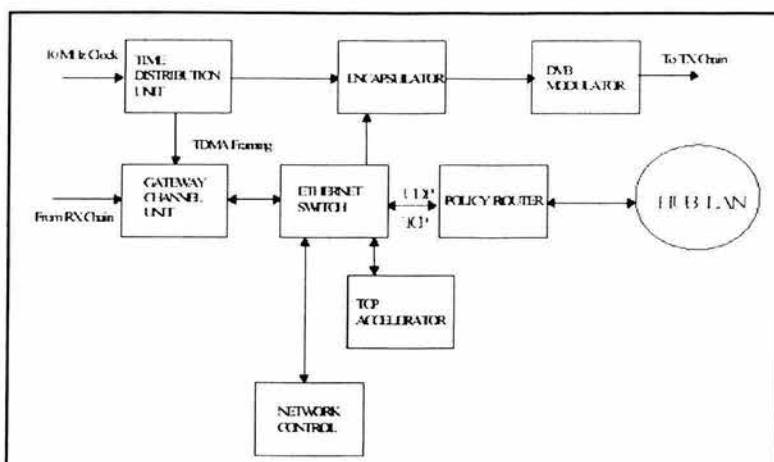 10 MHz Clock
TIME
DISTRIBUTION
UNIT
ENCAPSULATOR
DVB
MODULATOR
To TX Chain
TDMA Framing
From RX Chain
GATEWAY
CHANNEL
UNIT
ETHERNET
SWITCH
UDP
TCP
POLICY ROUTER
HUB LAN
TCP
ACCELERATOR
NETWORK
CONTROL